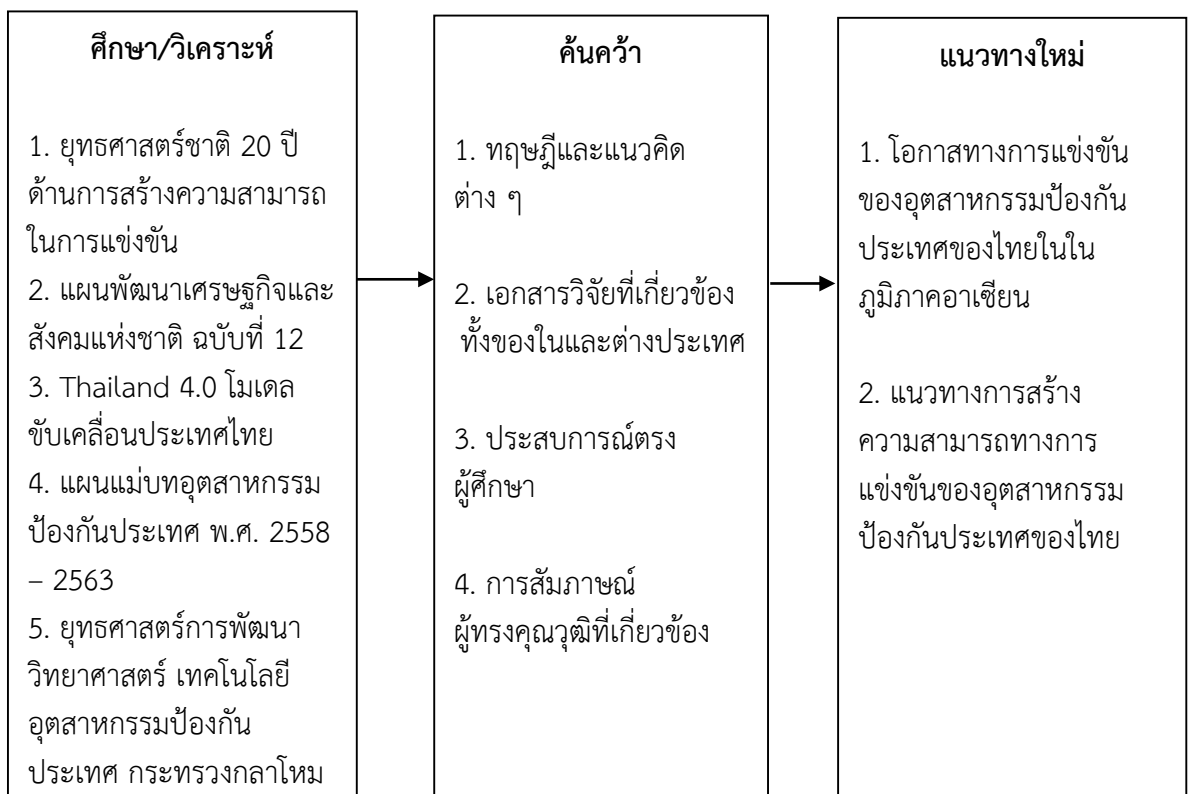 ศึกษา/วิเคราะห์
1. ยุทธศาสตร์ชาติ 20 ปี
ด้านการสร้างความสามารถ
ในการแข่งขัน
2. แผนพัฒนาเศรษฐกิจและ
สังคมแห่งชาติ ฉบับที่ 12
3. Thailand 4.0 โมเดล
ขับเคลื่อนประเทศไทย
4. แผนแม่บทอุตสาหกรรม
ป้องกันประเทศ พ.ศ. 2558
– 2563
5. ยุทธศาสตร์การพัฒนา
วิทยาศาสตร์ เทคโนโลยี
อุตสาหกรรมป้องกัน
ประเทศ กระทรวงกลาโหม
ค้นคว้า
1. ทฤษฎีและแนวคิด
ต่าง ๆ
2. เอกสารวิจัยที่เกี่ยวข้อง
ทั้งของในและต่างประเทศ
3. ประสบการณ์ตรง
ผู้ศึกษา
4. การสัมภาษณ์
ผู้ทรงคุณวุฒิที่เกี่ยวข้อง
แนวทางใหม่
1. โอกาสทางการแข่งขัน
ของอุตสาหกรรมป้องกัน
ประเทศของไทยในใน
ภูมิภาคอาเซียน
2. แนวทางการสร้าง
ความสามารถทางการ
แข่งขันของอุตสาหกรรม
ป้องกันประเทศของไทย